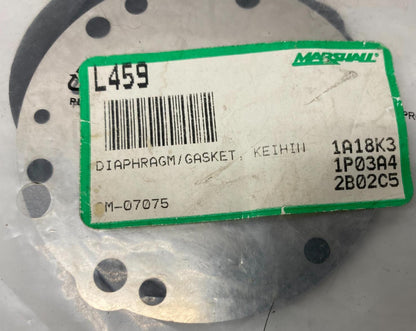 L459
MARSHALL
DIAPHRAGM/GASKET, KEIHIN
1A18K3
1P03A4
2B02C5
M-07075